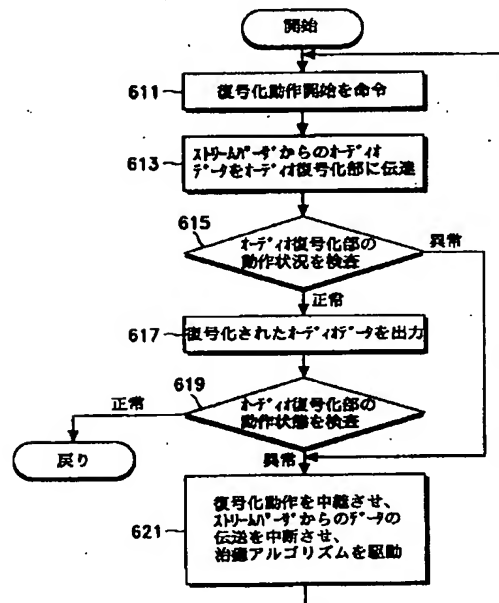 開始
611
復号化動作開始を命令
613
ストリームパーザからのオーディオ
データをオーディオ復号化部に伝達
615
オーディオ復号化部の
動作状況を検査
異常
正常
617
復号化されたオーディオデータを出力
619
オーディオ復号化部の
動作状態を検査
正常
戻り
異常
621
復号化動作を中継させ、
ストリームパーザからのデータの
伝送を中断させ、
治癒アルゴリズムを駆動